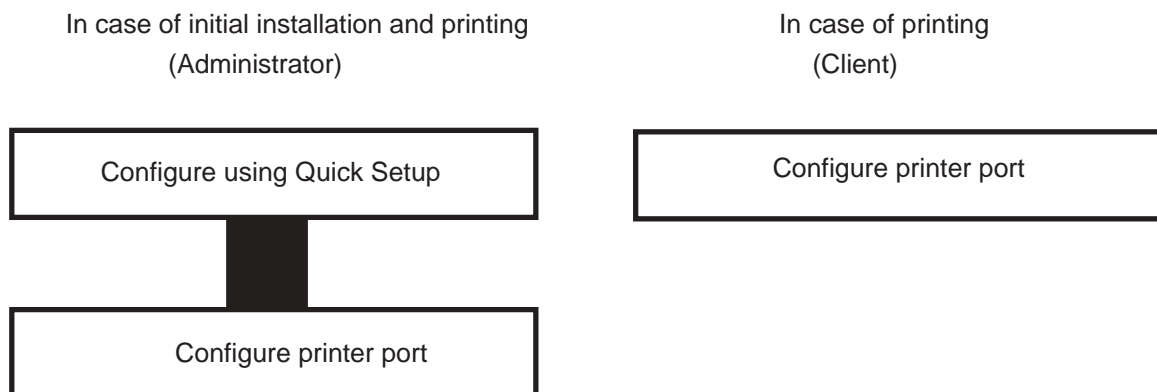 In case of initial installation and printing
(Administrator)
Configure using Quick Setup
Configure printer port
In case of printing
(Client)
Configure printer port